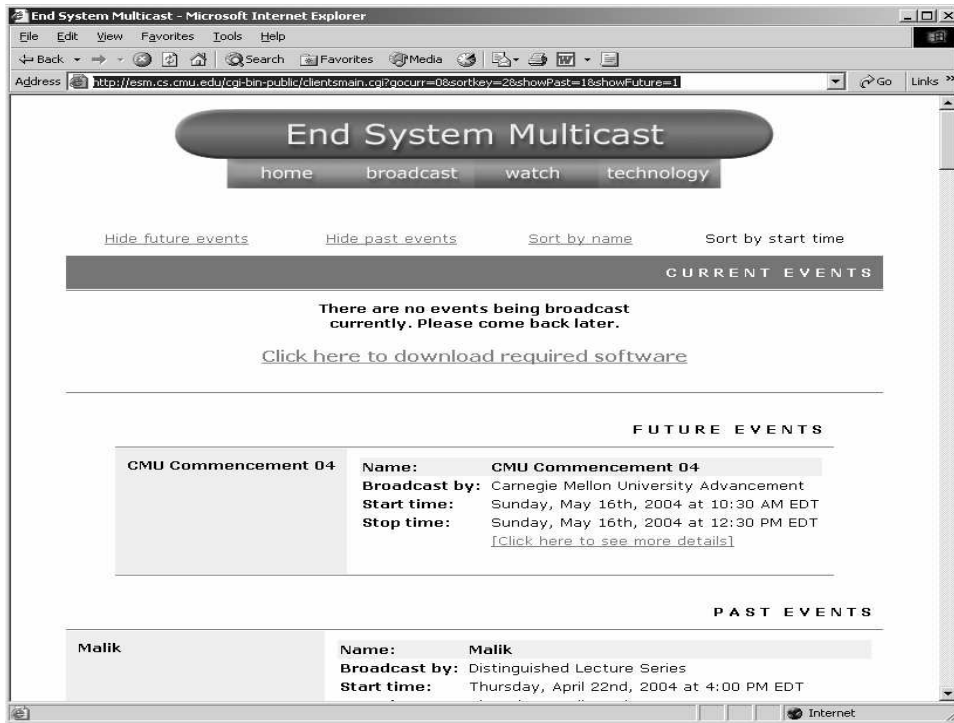 End System Multicast - Microsoft Internet Explorer
File Edit View Favorites Tools Help
Back Search Favorites Media
Address http://esm.cs.cmu.edu/cgi-bin-public/clientsmain.cgi?gocurr=0&sortkey=2&showPast=1&showFuture=1 Go Links »
End System Multicast
home broadcast watch technology
Hide future events Hide past events Sort by name Sort by start time
CURRENT EVENTS
There are no events being broadcast
currently. Please come back later.
Click here to download required software
FUTURE EVENTS
CMU Commencement 04 Name: CMU Commencement 04
Broadcast by: Carnegie Mellon University Advancement
Start time: Sunday, May 16th, 2004 at 10:30 AM EDT
Stop time: Sunday, May 16th, 2004 at 12:30 PM EDT
[Click here to see more details]
PAST EVENTS
Malik Name: Malik
Broadcast by: Distinguished Lecture Series
Start time: Thursday, April 22nd, 2004 at 4:00 PM EDT
Internet